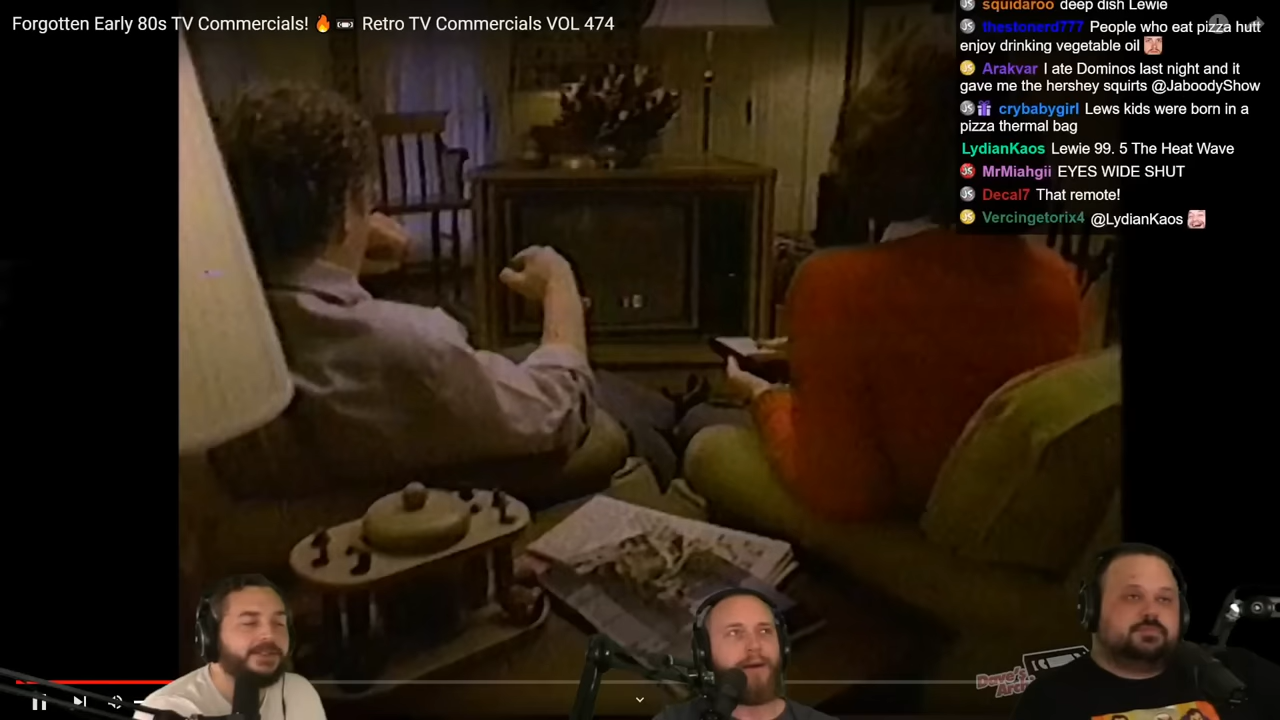 Forgotten Early 80s TV Commercials! 🔥 📼 Retro TV Commercials VOL 474
squidaroo deep dish Lewie
thestonerd777 People who eat pizza hutt
enjoy drinking vegetable oil
Arakvar I ate Dominos last night and it
gave me the hershey squirts @JaboodyShow
crybabygirl Lews kids were born in a
pizza thermal bag
LydianKaos Lewie 99. 5 The Heat Wave
MrMiahgii EYES WIDE SHUT
Decal7 That remote!
Vercingetorix4 @LydianKaos
Dave's